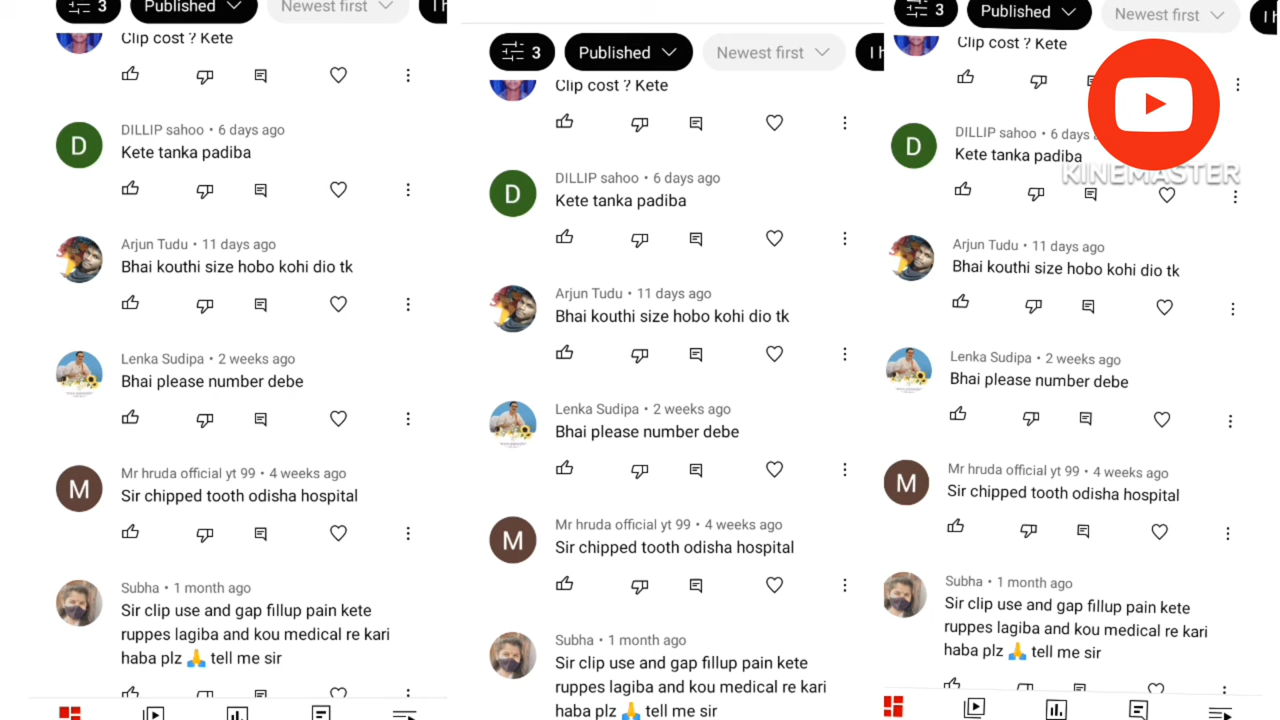 3 Published Newest first I h
Clip cost ? Kete
DILLIP sahoo • 6 days ago
Kete tanka padiba
Arjun Tudu • 11 days ago
Bhai kouthi size hobo kohi dio tk
Lenka Sudipa • 2 weeks ago
Bhai please number debe
M
Mr hruda official yt 99 • 4 weeks ago
Sir chipped tooth odisha hospital
Subha • 1 month ago
Sir clip use and gap fillup pain kete
ruppes lagiba and kou medical re kari
haba plz 🙏 tell me sir
3 Published Newest first I h
Clip cost ? Kete
D
DILLIP sahoo • 6 days ago
Kete tanka padiba
Arjun Tudu • 11 days ago
Bhai kouthi size hobo kohi dio tk
Lenka Sudipa • 2 weeks ago
Bhai please number debe
M
Mr hruda official yt 99 • 4 weeks ago
Sir chipped tooth odisha hospital
Subha • 1 month ago
Sir clip use and gap fillup pain kete
ruppes lagiba and kou medical re kari
haba plz 🙏 tell me sir
3 Published Newest first I h
Clip cost ? Kete
D
DILLIP sahoo • 6 days
Kete tanka padiba
KINEMASTER
Arjun Tudu • 11 days ago
Bhai kouthi size hobo kohi dio tk
Lenka Sudipa • 2 weeks ago
Bhai please number debe
M
Mr hruda official yt 99 • 4 weeks ago
Sir chipped tooth odisha hospital
Subha • 1 month ago
Sir clip use and gap fillup pain kete
ruppes lagiba and kou medical re kari
haba plz 🙏 tell me sir